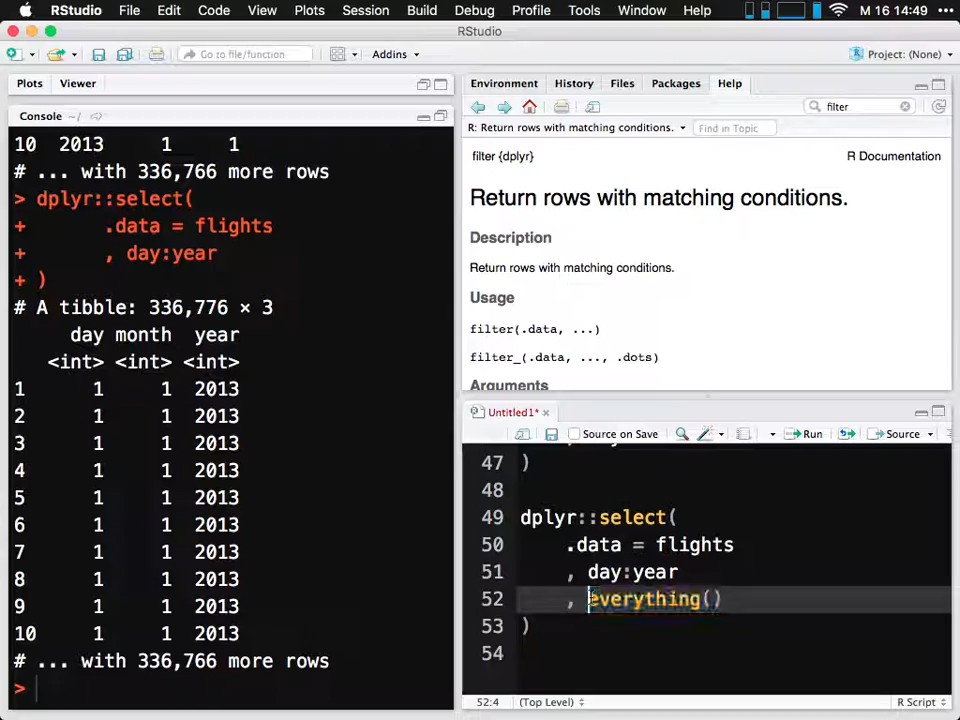 RStudio File Edit Code View Plots Session Build Debug Profile Tools Window Help M 16 14:49
RStudio
Go to file/function Addins Project: (None)
Plots Viewer
Console ~/
10 2013 1 1
# ... with 336,766 more rows
> dplyr::select(
+ .data = flights
+ , day:year
+ )
# A tibble: 336,776 × 3
day month year
<int> <int> <int>
1 1 1 2013
2 1 1 2013
3 1 1 2013
4 1 1 2013
5 1 1 2013
6 1 1 2013
7 1 1 2013
8 1 1 2013
9 1 1 2013
10 1 1 2013
# ... with 336,766 more rows
>
Environment History Files Packages Help
filter
R: Return rows with matching conditions. Find in Topic
filter {dplyr} R Documentation
Return rows with matching conditions.
Description
Return rows with matching conditions.
Usage
filter(.data, ...)
filter_(.data, ..., .dots)
Arguments
Untitled1*
Source on Save Run Source
47 )
48
49 dplyr::select(
50 .data = flights
51 , day:year
52 , everything()
53 )
54
52:4 (Top Level) R Script